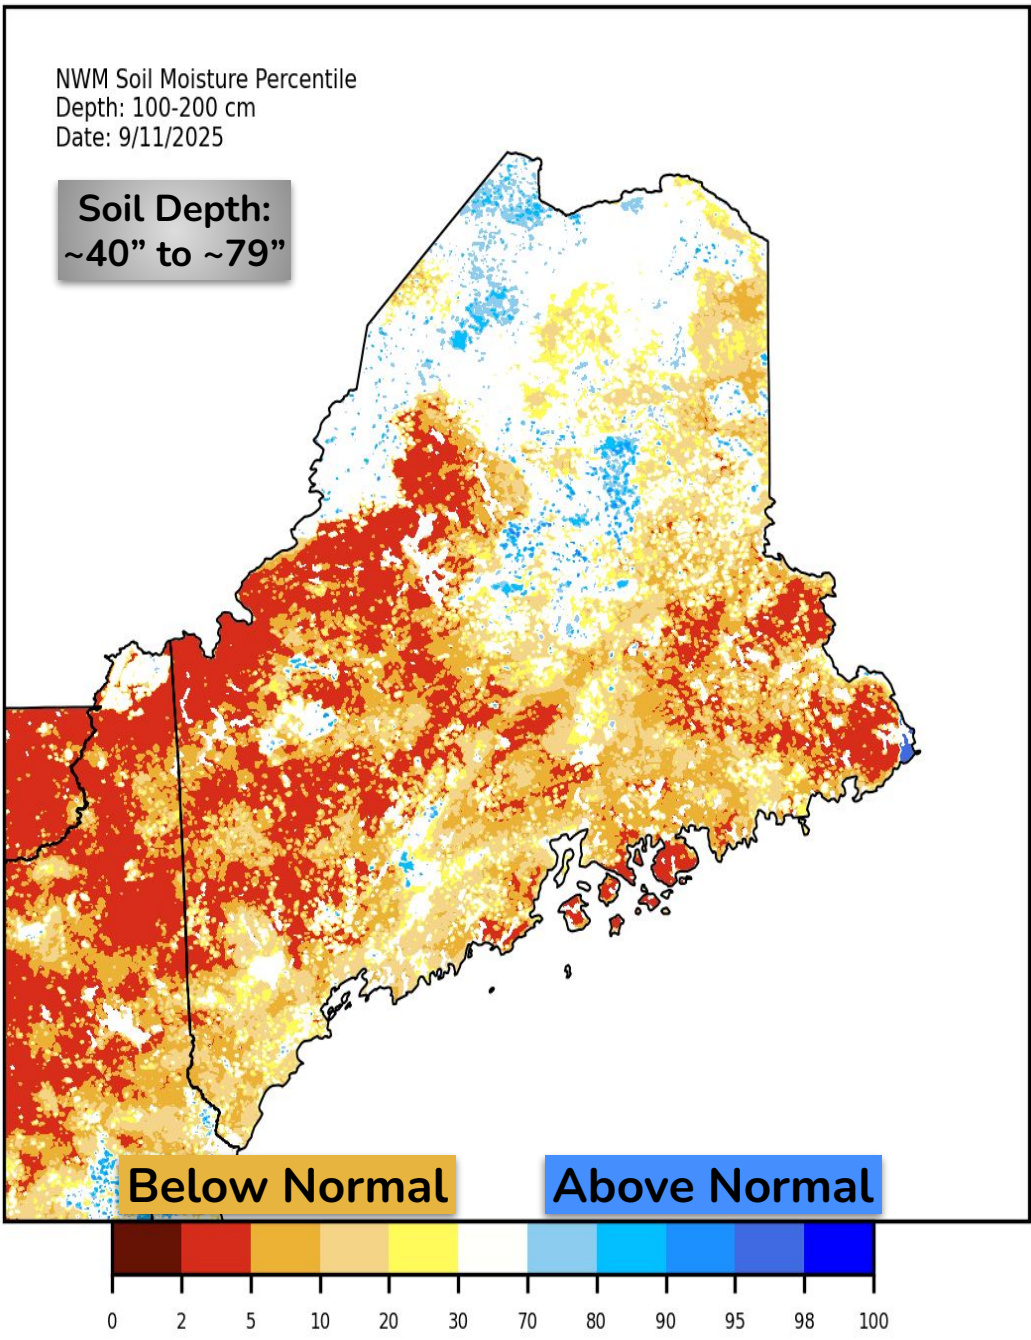 NWM Soil Moisture Percentile
Depth: 100-200 cm
Date: 9/11/2025
Soil Depth:
~40” to ~79”
Below Normal
Above Normal
0 2 5 10 20 30 70 80 90 95 98 100